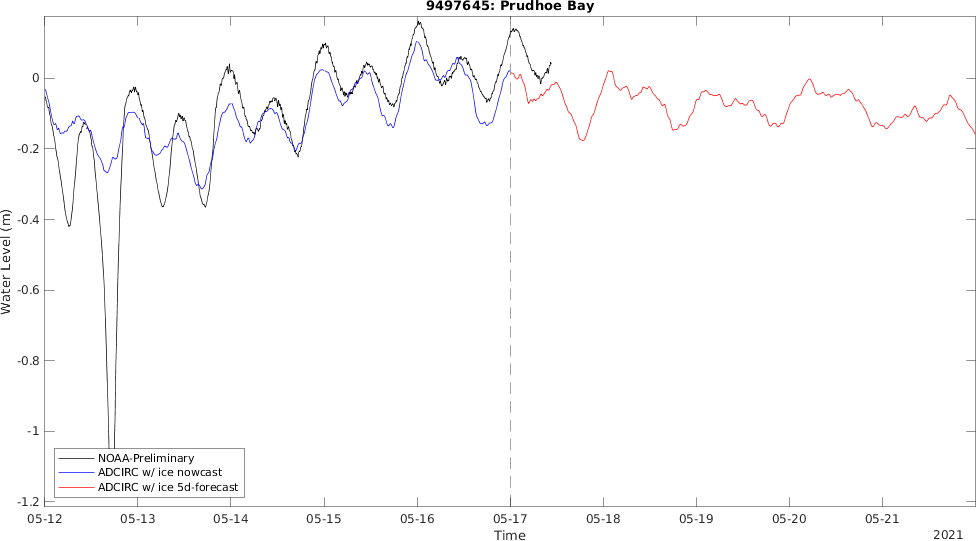 9497645: Prudhoe Bay
Water Level (m)
0
-0.2
-0.4
-0.6
-0.8
-1
-1.2
NOAA-Preliminary
ADCIRC w/ ice nowcast
ADCIRC w/ ice 5d-forecast
05-12 05-13 05-14 05-15 05-16 05-17 05-18 05-19 05-20 05-21
Time
2021